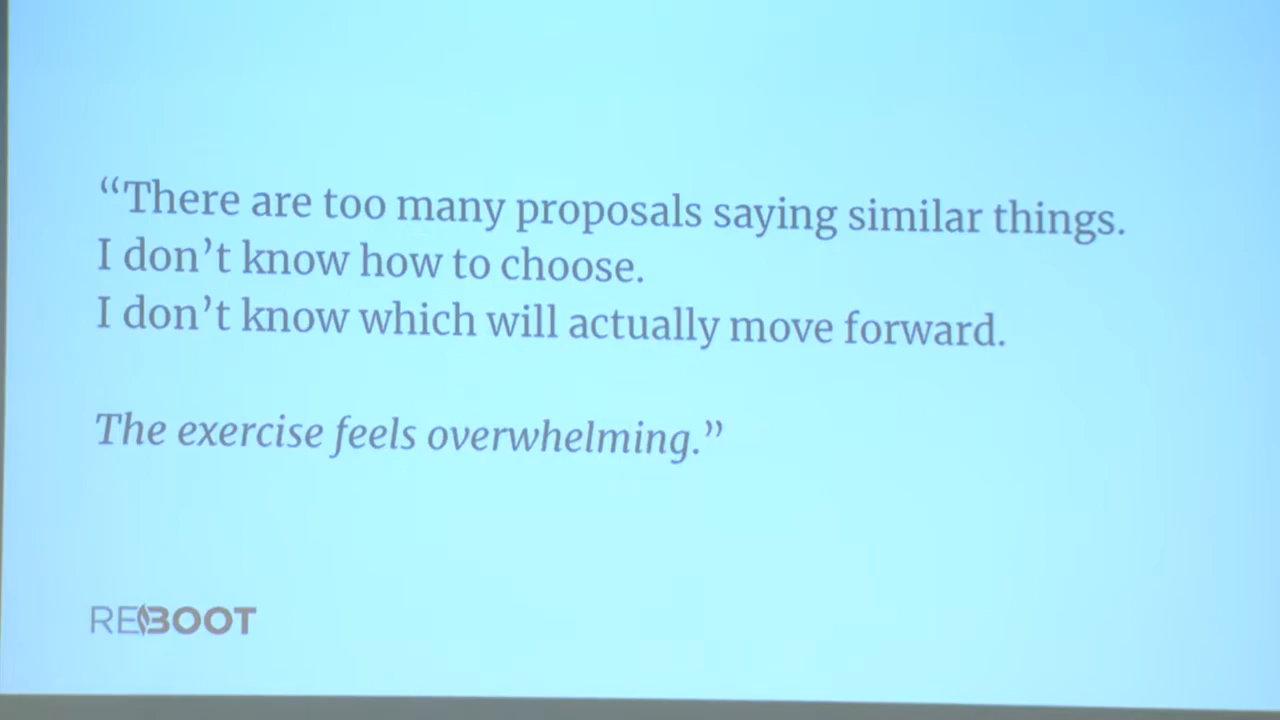 “There are too many proposals saying similar things.
I don’t know how to choose.
I don’t know which will actually move forward.
The exercise feels overwhelming.”
REBOOT